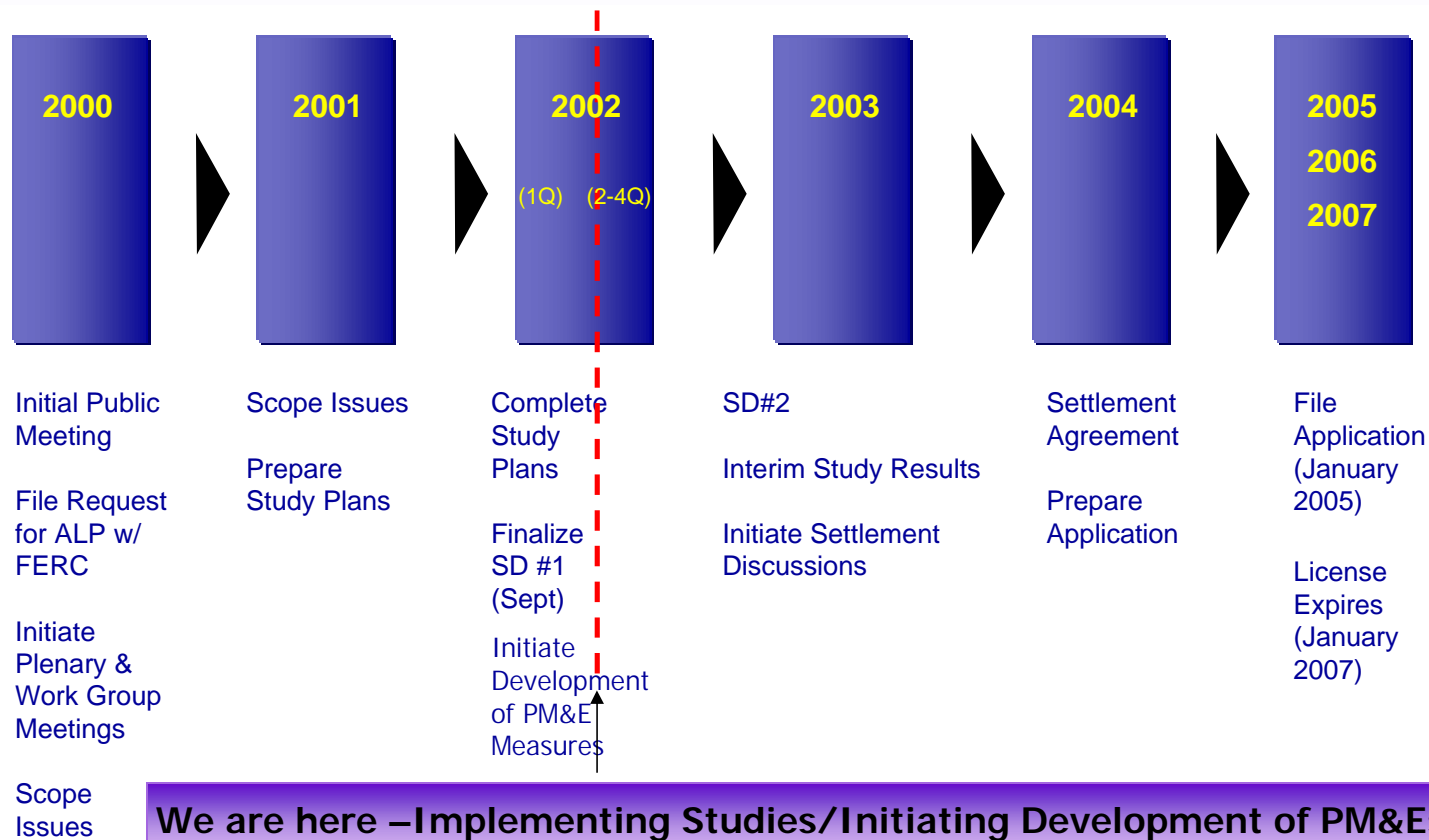 2000
2001
2002
(1Q) (2-4Q)
2003
2004
2005
2006
2007
Initial Public
Meeting
File Request
for ALP w/
FERC
Initiate
Plenary &
Work Group
Meetings
Scope
Issues
Scope Issues
Prepare
Study Plans
Complete
Study
Plans
Finalize
SD #1
(Sept)
Initiate
Development
of PM&E
Measures
SD#2
Interim Study Results
Initiate Settlement
Discussions
Settlement
Agreement
Prepare
Application
File
Application
(January
2005)
License
Expires
(January
2007)
We are here –Implementing Studies/Initiating Development of PM&E